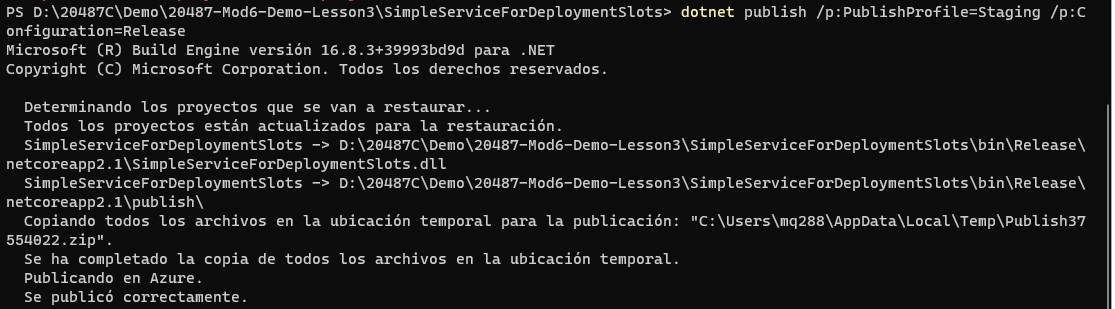 PS D:\20487C\Demo\20487-Mod6-Demo-Lesson3\SimpleServiceForDeploymentSlots> dotnet publish /p:PublishProfile=Staging /p:C
onfiguration=Release
Microsoft (R) Build Engine versión 16.8.3+39993bd9d para .NET
Copyright (C) Microsoft Corporation. Todos los derechos reservados.
Determinando los proyectos que se van a restaurar...
Todos los proyectos están actualizados para la restauración.
SimpleServiceForDeploymentSlots -> D:\20487C\Demo\20487-Mod6-Demo-Lesson3\SimpleServiceForDeploymentSlots\bin\Release\
netcoreapp2.1\SimpleServiceForDeploymentSlots.dll
SimpleServiceForDeploymentSlots -> D:\20487C\Demo\20487-Mod6-Demo-Lesson3\SimpleServiceForDeploymentSlots\bin\Release\
netcoreapp2.1\publish\
Copiando todos los archivos en la ubicación temporal para la publicación: "C:\Users\mq288\AppData\Local\Temp\Publish37
554022.zip".
Se ha completado la copia de todos los archivos en la ubicación temporal.
Publicando en Azure.
Se publicó correctamente.